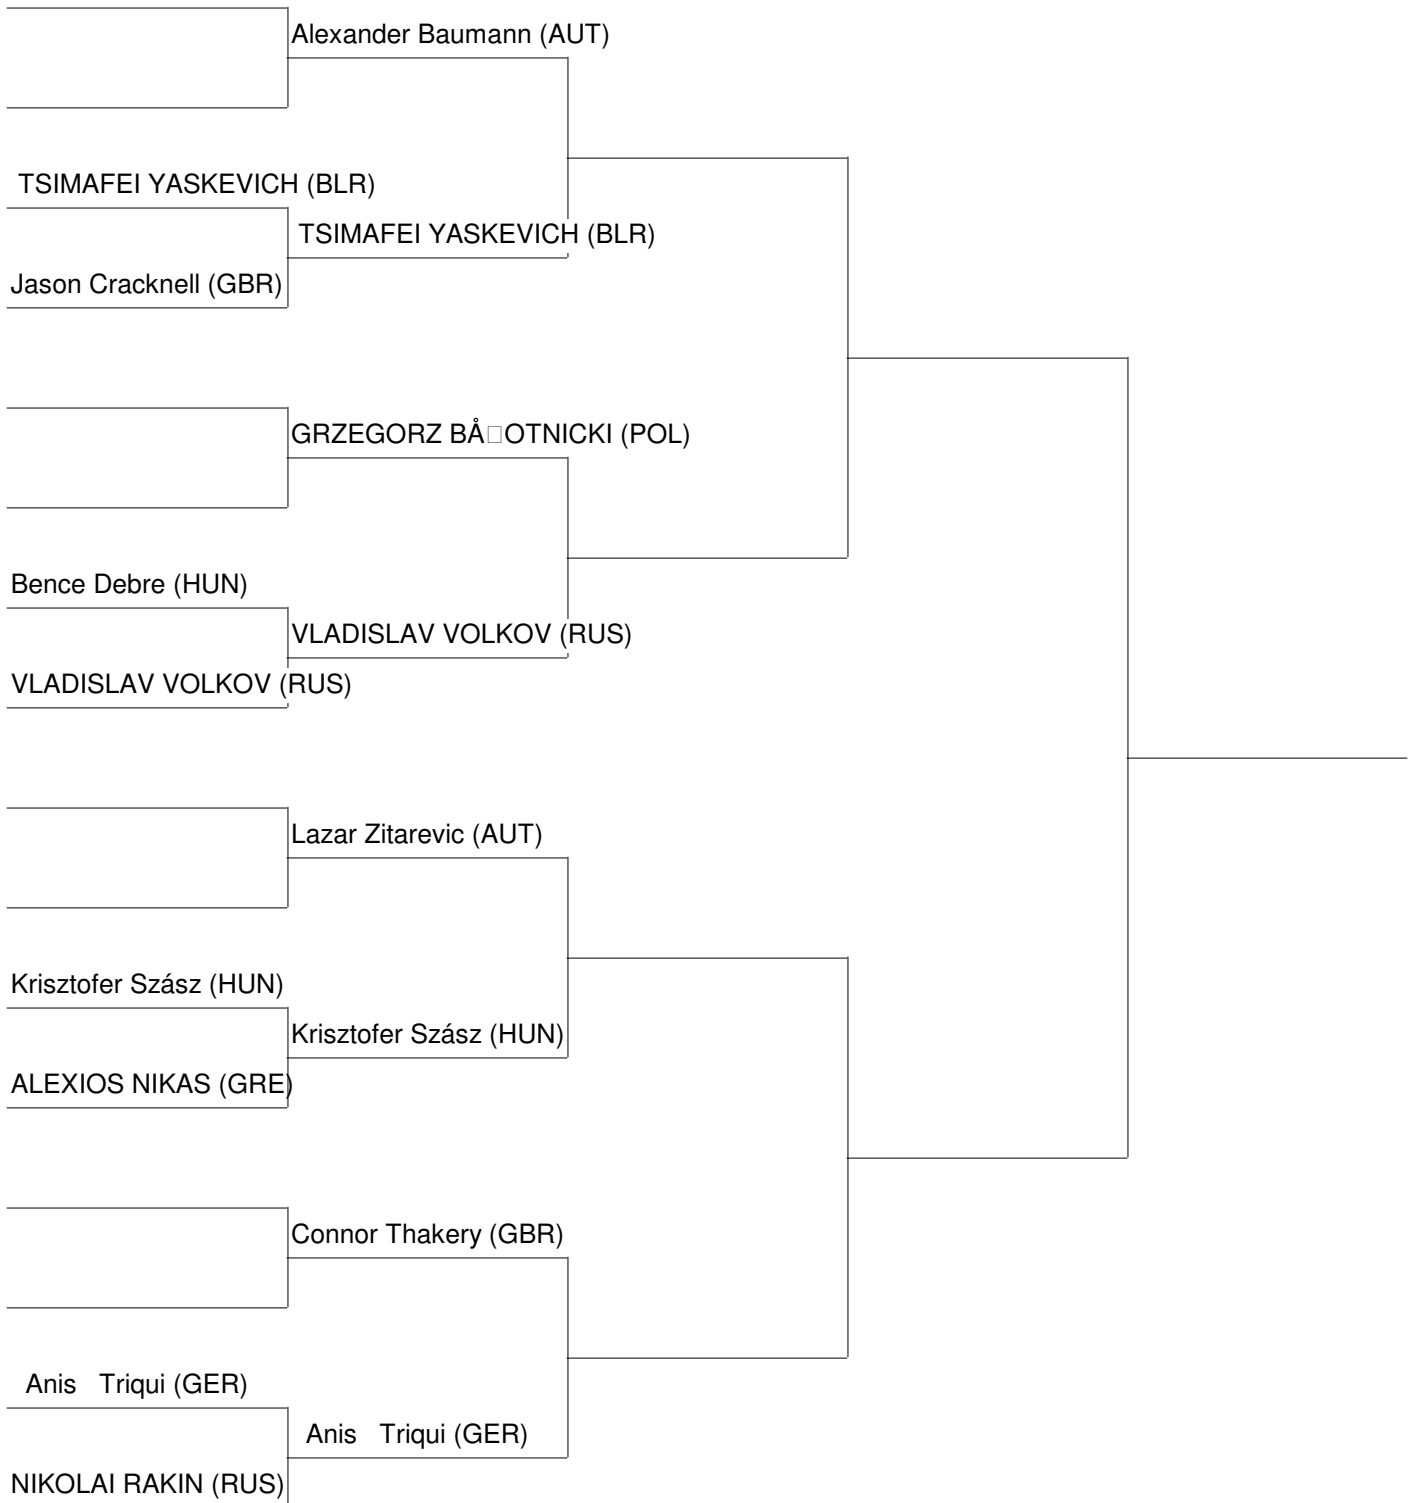 Alexander Baumann (AUT)
TSIMAFEI YASKEVICH (BLR)
TSIMAFEI YASKEVICH (BLR)
Jason Cracknell (GBR)
GRZEGORZ BÅ□OTNICKI (POL)
Bence Debre (HUN)
VLADISLAV VOLKOV (RUS)
VLADISLAV VOLKOV (RUS)
Lazar Zitarevic (AUT)
Krisztofer Szász (HUN)
Krisztofer Szász (HUN)
ALEXIOS NIKAS (GRE)
Connor Thakery (GBR)
Anis Triqui (GER)
Anis Triqui (GER)
NIKOLAI RAKIN (RUS)